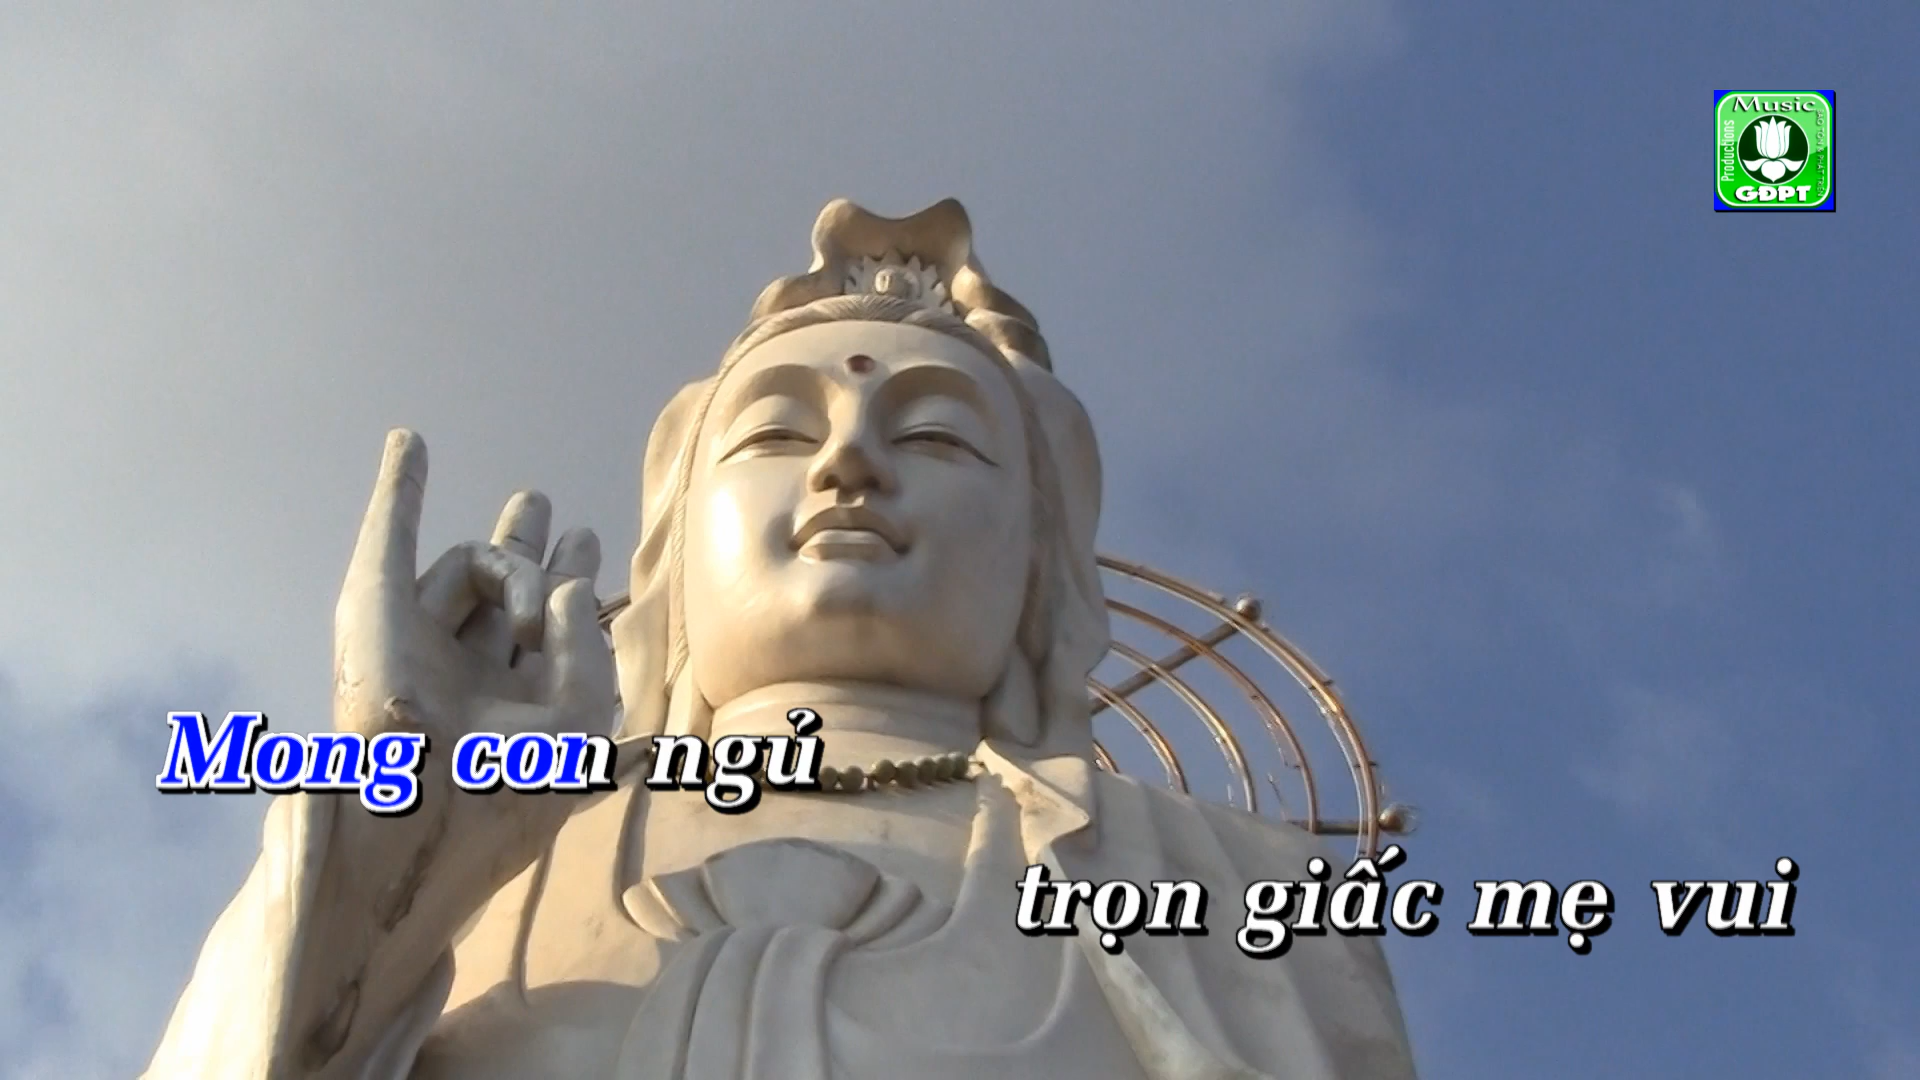 Music
Productions
GĐPT
Mong con ngủ
trọn giấc mẹ vui